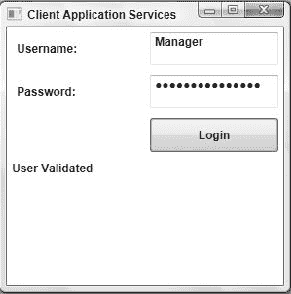 Client Application Services
Username:
Manager
Password:
●●●●●●●●●●●●●●●
Login
User Validated